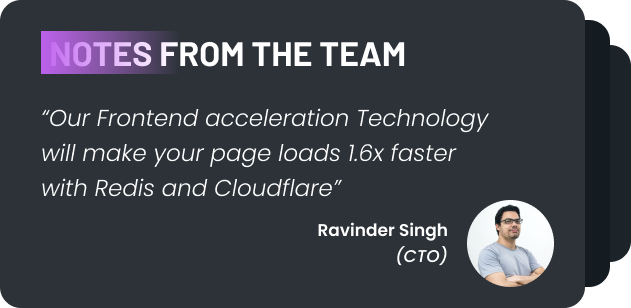 NOTES FROM THE TEAM
“Our Frontend acceleration Technology
will make your page loads 1.6x faster
with Redis and Cloudflare”
Ravinder Singh
(CTO)